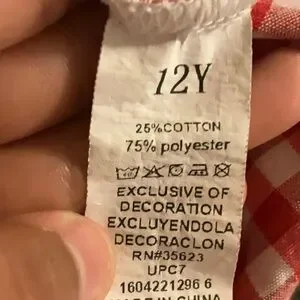 12Y
25%COTTON
75% polyester
EXCLUSIVE OF
DECORATION
EXCLUYENDOLA
DECORACLON
RN#35623
UPC7
1604221296 6
MADE IN CHINA